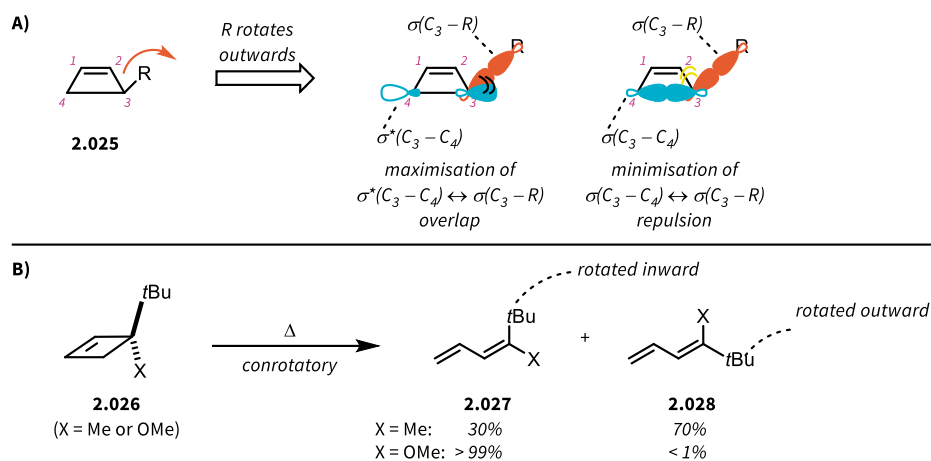 A)
R rotates
outwards
1
2
R
3
4
2.025
σ(C3 – R)
R
1
2
4
3
σ*(C3 – C4)
maximisation of
σ*(C3 – C4) ↔ σ(C3 – R)
overlap
σ(C3 – R)
R
1
2
4
3
σ(C3 – C4)
minimisation of
σ(C3 – C4) ↔ σ(C3 – R)
repulsion
B)
tBu
X
2.026
(X = Me or OMe)
Δ
conrotatory
rotated inward
tBu
X
2.027
+
rotated outward
X
tBu
2.028
X = Me: 30% 70%
X = OMe: > 99% < 1%